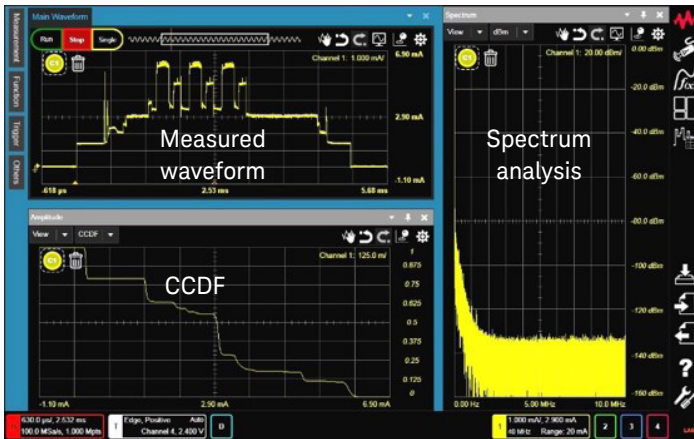 Main Waveform
Run
Stop
Single
Channel 1: 1.000 mA/
6.90 mA
C1
Measured
waveform
2.90 mA
-1.10 mA
-618 µs
2.53 ms
5.68 ms
Measurement
Function
Trigger
Others
Amplitude
View
CCDF
Channel 1: 125.0 m/
C1
CCDF
1
0.875
0.75
0.625
0.5
0.375
0.25
0.125
0
-1.10 mA
2.90 mA
6.90 mA
Spectrum
View
dBm
Channel 1: 20.00 dBm/
C1
0.00 dBm
-20.0 dBm
-40.0 dBm
Spectrum
analysis
-60.0 dBm
-80.0 dBm
-100 dBm
-120 dBm
-140 dBm
-160 dBm
0.00 Hz
5.00 MHz
10.0 MHz
?
630.0 µs/, 2.532 ms
100.0 MSa/s, 1.000 Mpts
T
Edge, Positive
Auto
Channel 4, 2.400 V
D
1
1.000 mA/, 2.900 mA
40 MHz
Range: 20 mA
2
3
4
LAN